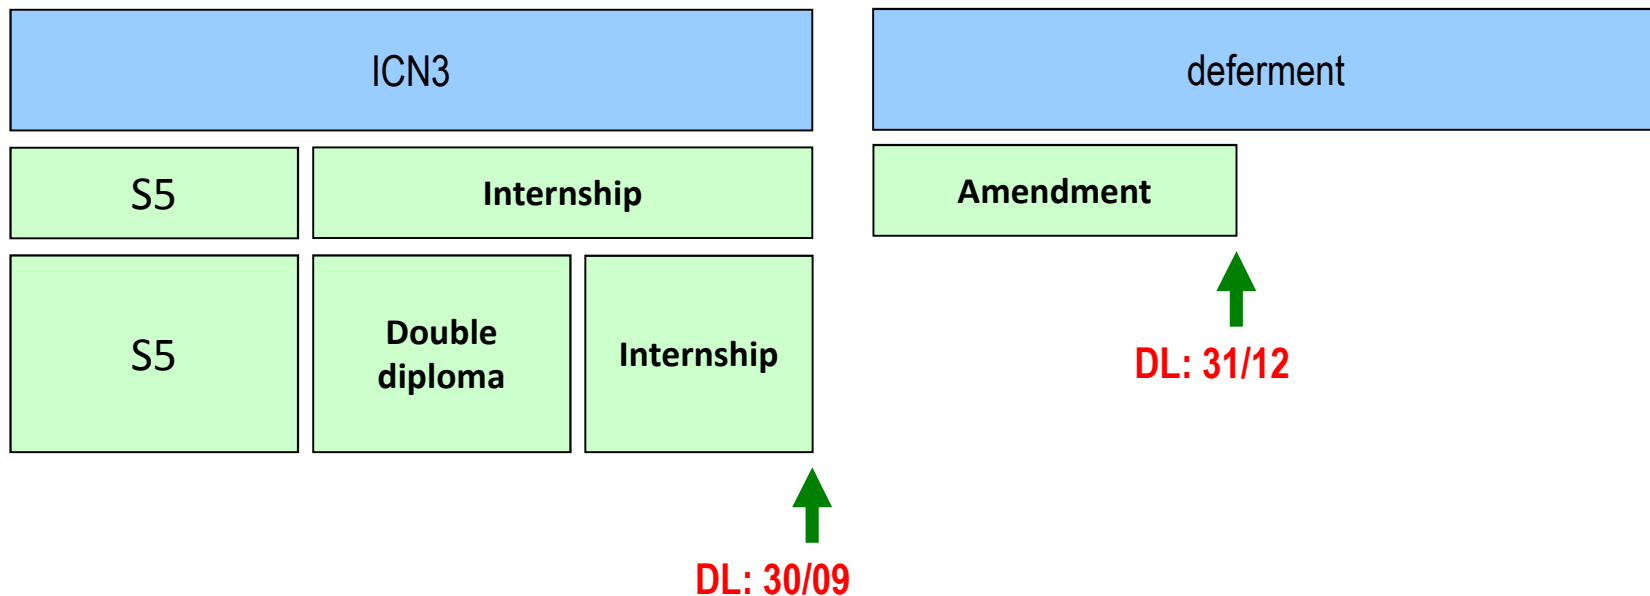 ICN3
deferment
S5
Internship
Amendment
S5
Double
diploma
Internship
DL: 31/12
DL: 30/09